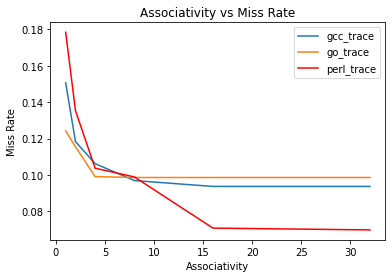 Associativity vs Miss Rate
gcc_trace
go_trace
perl_trace
0.18
0.16
0.14
0.12
0.10
0.08
Miss Rate
0 5 10 15 20 25 30
Associativity